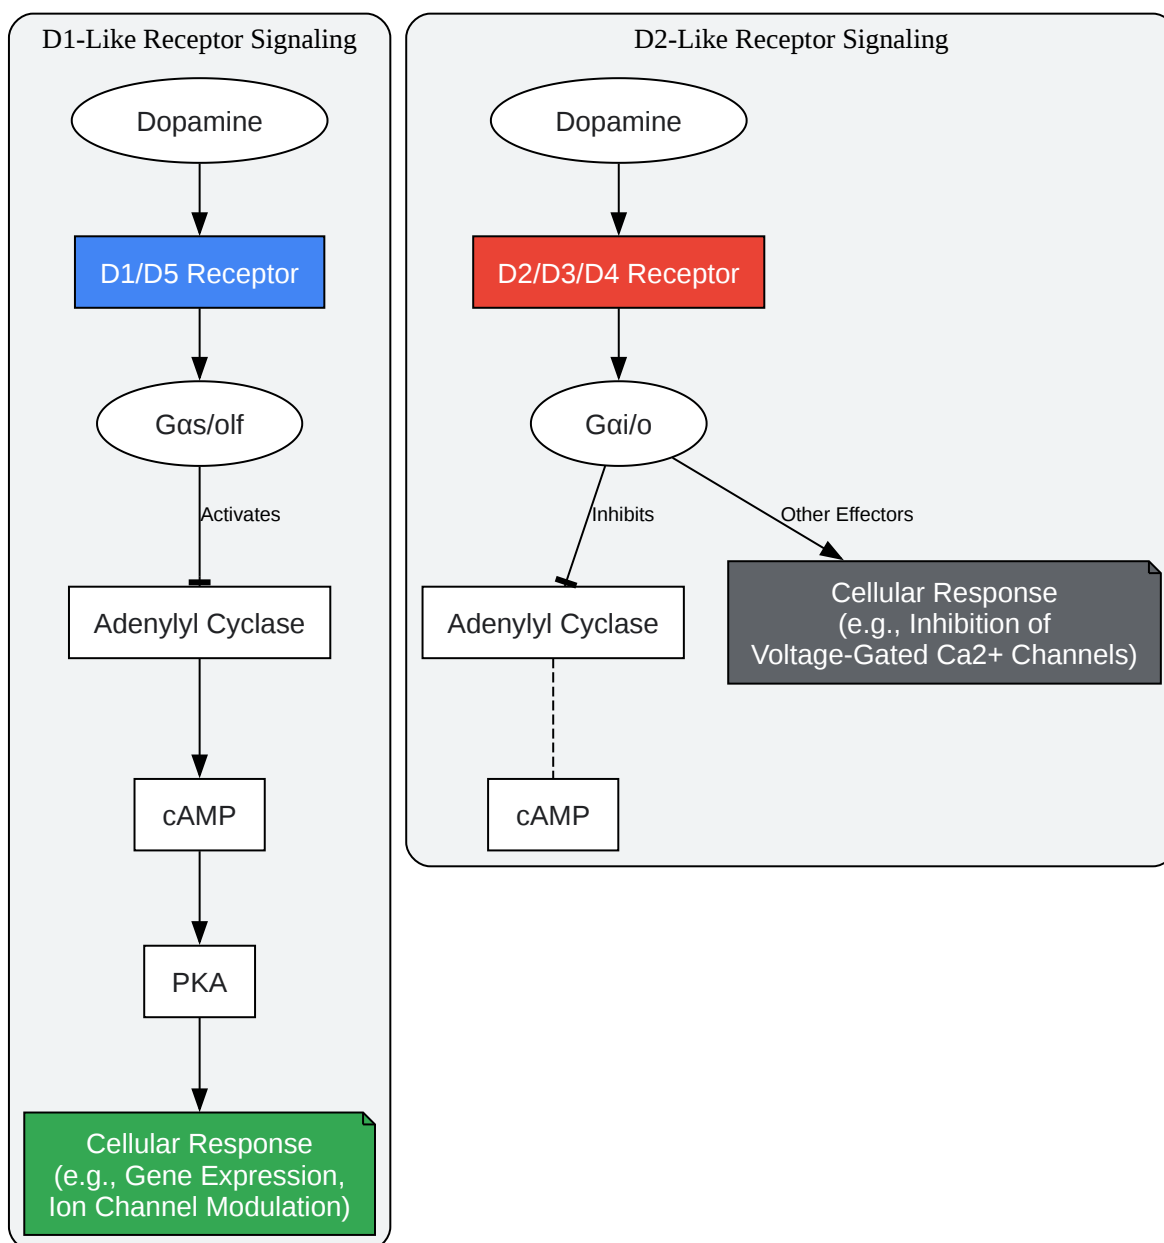 D1-Like Receptor Signaling
Dopamine
D1/D5 Receptor
Gαs/olf
Activates
Adenylyl Cyclase
cAMP
PKA
Cellular Response
(e.g., Gene Expression,
Ion Channel Modulation)
D2-Like Receptor Signaling
Dopamine
D2/D3/D4 Receptor
Gαi/o
Inhibits
Other Effectors
Adenylyl Cyclase
Cellular Response
(e.g., Inhibition of
Voltage-Gated Ca2+ Channels)
cAMP